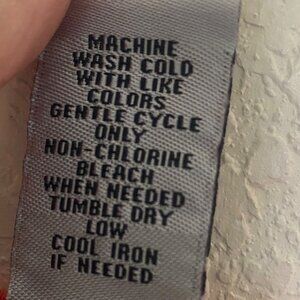 MACHINE
WASH COLD
WITH LIKE
COLORS
GENTLE CYCLE
ONLY
NON-CHLORINE
BLEACH
WHEN NEEDED
TUMBLE DRY
LOW
COOL IRON
IF NEEDED